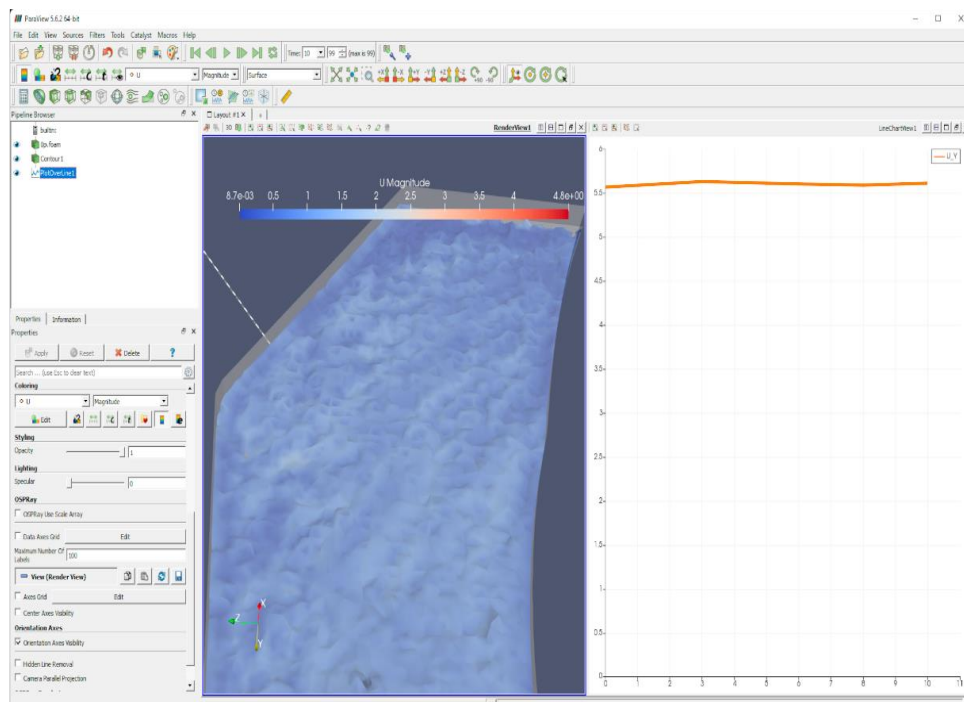 ParaView 5.6.2 64-bit
File Edit View Sources Filters Tools Catalyst Macros Help
Time: 10 99 (max is 99)
U Magnitude Surface
Pipeline Browser
Layout #1 X +
builtin:
Contour1
PlotOverLine1
3D
RenderView1
LineChartView1
Properties Information
Properties
Apply Reset Delete ?
Search ... (use Esc to clear text)
Coloring
U Magnitude
Edit
Styling
Opacity 1
Lighting
Specular 0
OSPRay
OSPRay Use Scale Array
Data Axes Grid Edit
Maximum Number Of Labels 100
View (Render View)
Axes Grid Edit
Center Axes Visibility
Orientation Axes
Orientation Axes Visibility
Hidden Line Removal
Camera Parallel Projection
U Magnitude
8.7e-03 0.5 1 1.5 2 2.5 3 3.5 4 4.8e+00
X
Z
Y
U_Y
6
5.5
5
4.5
4
3.5
3
2.5
2
1.5
1
0.5
0
0 1 2 3 4 5 6 7 8 9 10 11